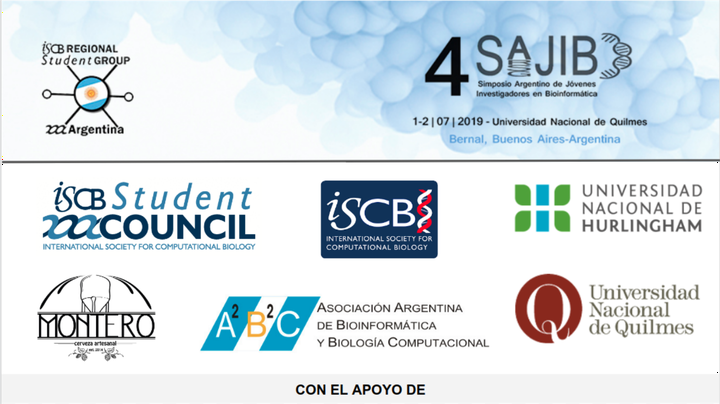 iSCB REGIONAL
Student GROUP
Argentina
4 SAJIB
Simposio Argentino de Jóvenes
Investigadores en Bioinformática
1-2 | 07 | 2019 - Universidad Nacional de Quilmes
Bernal, Buenos Aires-Argentina
iSCB Student
COUNCIL
INTERNATIONAL SOCIETY FOR COMPUTATIONAL BIOLOGY
iSCB
INTERNATIONAL SOCIETY FOR
COMPUTATIONAL BIOLOGY
UNIVERSIDAD
NACIONAL DE
HURLINGHAM
MONTERO
cerveza artesanal
A2B2C
ASOCIACIÓN ARGENTINA
DE BIOINFORMÁTICA
Y BIOLOGÍA COMPUTACIONAL
Q
Universidad
Nacional
de Quilmes
CON EL APOYO DE